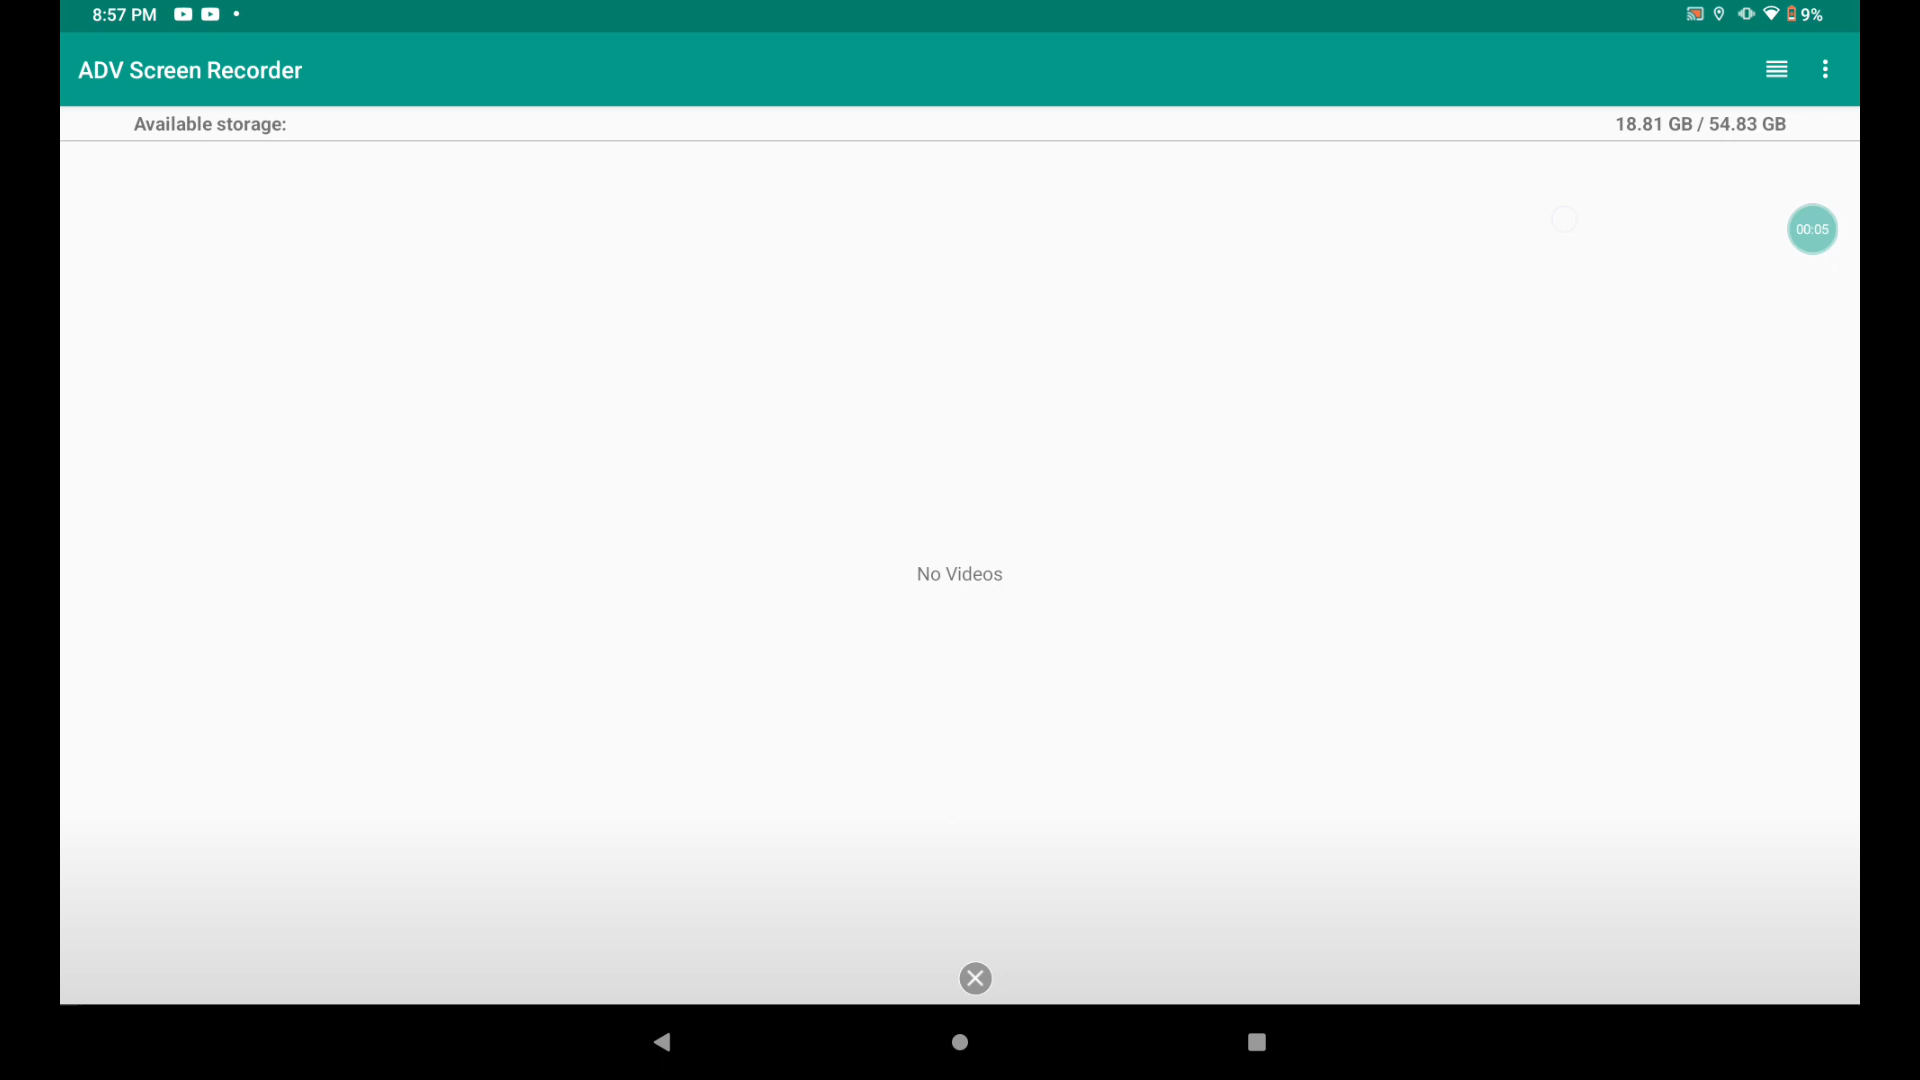 8:57 PM 9%
ADV Screen Recorder
Available storage: 18.81 GB / 54.83 GB
00:05
No Videos